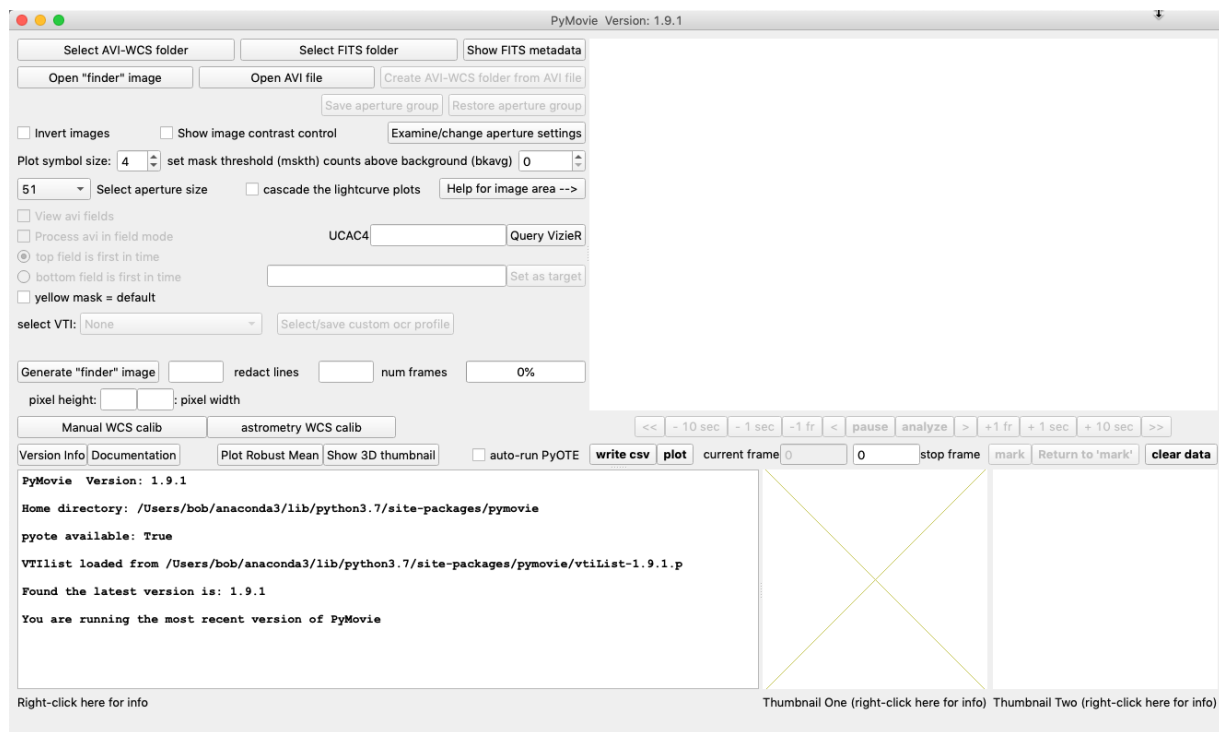 PyMovie Version: 1.9.1
Select AVI-WCS folder Select FITS folder Show FITS metadata
Open "finder" image Open AVI file Create AVI-WCS folder from AVI file
Save aperture group Restore aperture group
Invert images Show image contrast control Examine/change aperture settings
Plot symbol size: 4 set mask threshold (mskth) counts above background (bkavg) 0
51 Select aperture size cascade the lightcurve plots Help for image area -->
View avi fields
Process avi in field mode UCAC4 Query VizieR
top field is first in time
bottom field is first in time Set as target
yellow mask = default
select VTI: None Select/save custom ocr profile
Generate "finder" image redact lines num frames 0%
pixel height: : pixel width
Manual WCS calib astrometry WCS calib << - 10 sec - 1 sec -1 fr < pause analyze > +1 fr + 1 sec + 10 sec >>
Version Info Documentation Plot Robust Mean Show 3D thumbnail auto-run PyOTE write csv plot current frame 0 0 stop frame mark Return to 'mark' clear data
PyMovie Version: 1.9.1
Home directory: /Users/bob/anaconda3/lib/python3.7/site-packages/pymovie
pyote available: True
VTIlist loaded from /Users/bob/anaconda3/lib/python3.7/site-packages/pymovie/vtiList-1.9.1.p
Found the latest version is: 1.9.1
You are running the most recent version of PyMovie
Right-click here for info Thumbnail One (right-click here for info) Thumbnail Two (right-click here for info)